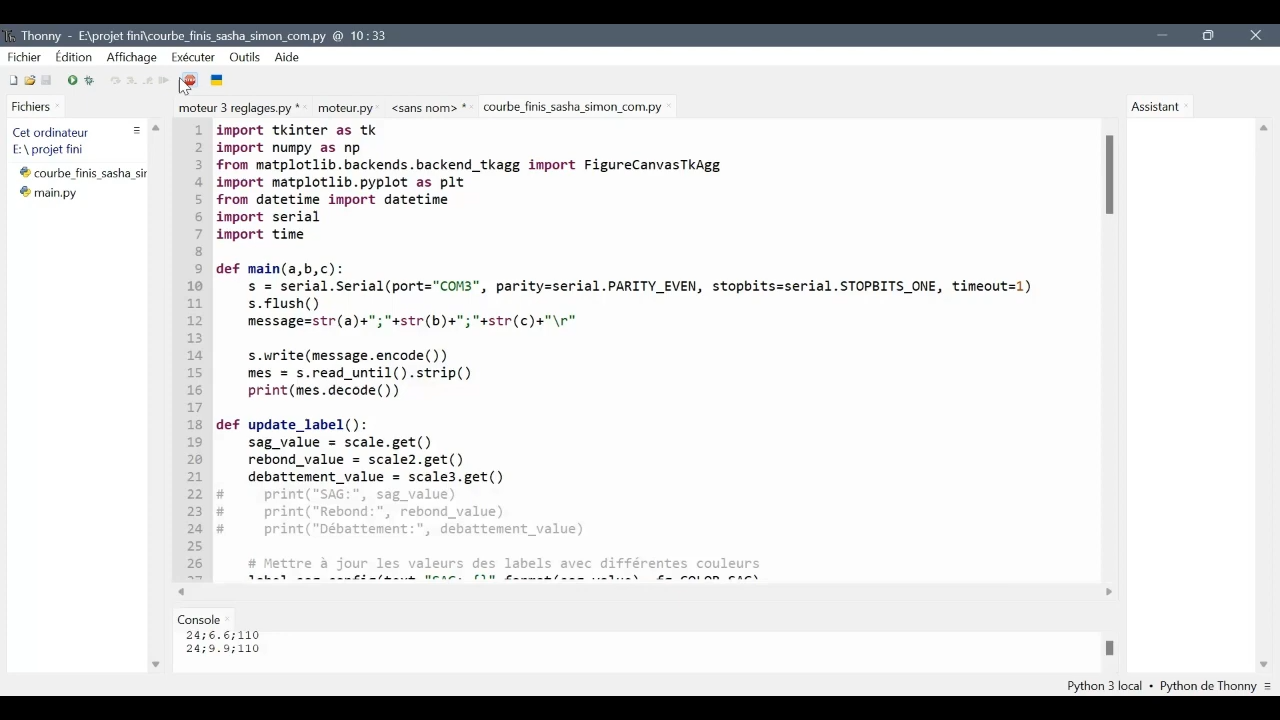 Thonny - E:\projet fini\courbe_finis_sasha_simon_com.py @ 10 : 33
Fichier Édition Affichage Exécuter Outils Aide
Fichiers ×
moteur 3 reglages.py * × moteur.py × <sans nom> * × courbe_finis_sasha_simon_com.py ×
Assistant ×
Cet ordinateur
E: \ projet fini
courbe_finis_sasha_sir
main.py
1 import tkinter as tk
2 import numpy as np
3 from matplotlib.backends.backend_tkagg import FigureCanvasTkAgg
4 import matplotlib.pyplot as plt
5 from datetime import datetime
6 import serial
7 import time
8
9 def main(a,b,c):
10 s = serial.Serial(port="COM3", parity=serial.PARITY_EVEN, stopbits=serial.STOPBITS_ONE, timeout=1)
11 s.flush()
12 message=str(a)+";"+str(b)+";"+str(c)+"\r"
13
14 s.write(message.encode())
15 mes = s.read_until().strip()
16 print(mes.decode())
17
18 def update_label():
19 sag_value = scale.get()
20 rebond_value = scale2.get()
21 debattement_value = scale3.get()
22 # print("SAG:", sag_value)
23 # print("Rebond:", rebond_value)
24 # print("Débattement:", debattement_value)
25
26 # Mettre à jour les valeurs des labels avec différentes couleurs
Console ×
24;6.6;110
24;9.9;110
Python 3 local • Python de Thonny ≡